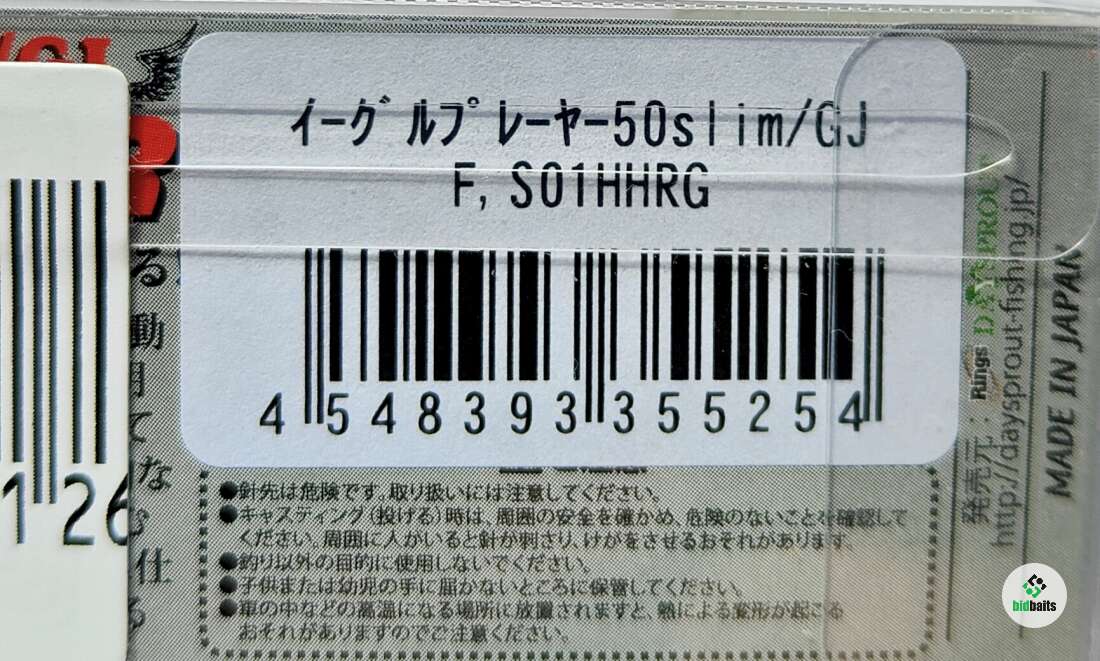 イーグルプレーヤー50slim/GJ
F, S01HHRG
4 548393 355254
●針先は危険です。取り扱いには注意してください。
●キャスティング(投げる)時は、周囲の安全を確かめ、危険のないことを確認して
ください。周囲に人がいると針が刺さり、けがをさせるおそれがあります。
●釣り以外の目的に使用しないでください。
●子供または幼児の手に届かないところに保管してください。
●車の中などの高温になる場所に放置されますと、熱による変形が起こる
おそれがありますのでご注意ください。
発売元:Rings DAYSPROUT
http://daysprout-fishing.jp/
MADE IN JAPAN
/GJ
R
126
bidbaits